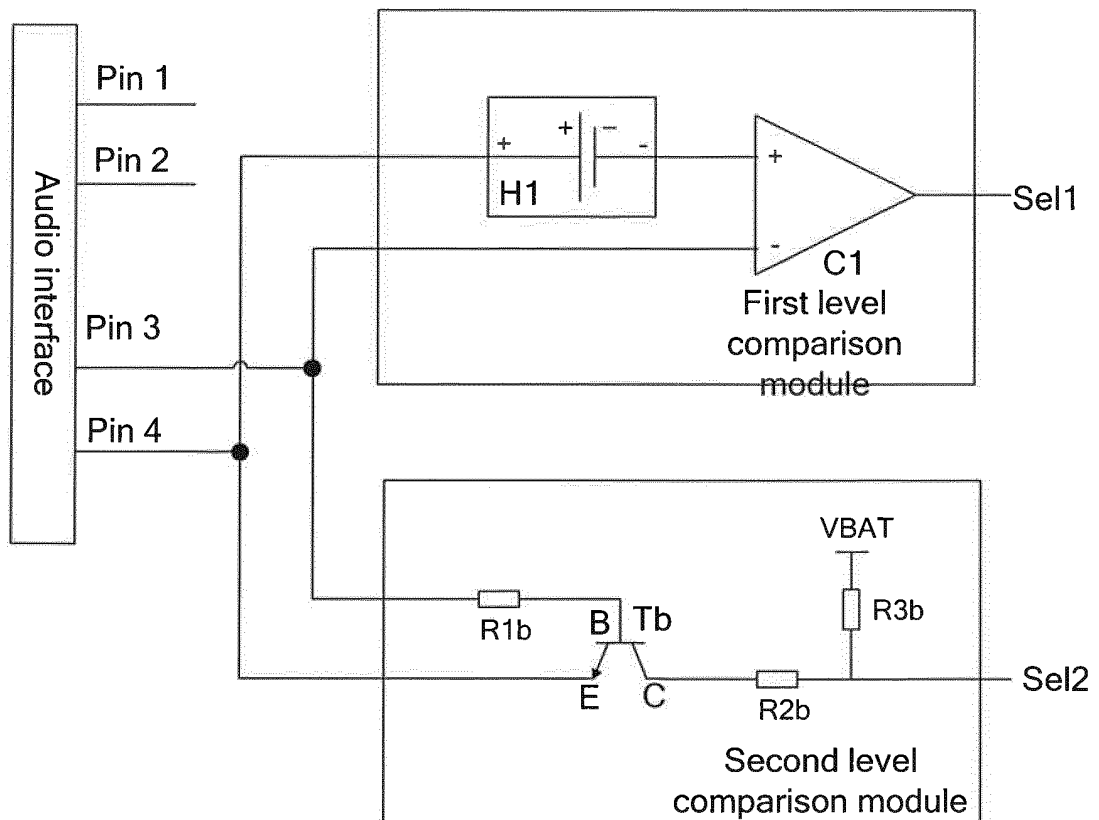 Audio interface
Pin 1
Pin 2
Pin 3
Pin 4
+
+
−
-
H1
+
-
C1
First level
comparison
module
Sel1
R1b
B
Tb
E
C
R2b
VBAT
R3b
Sel2
Second level
comparison module